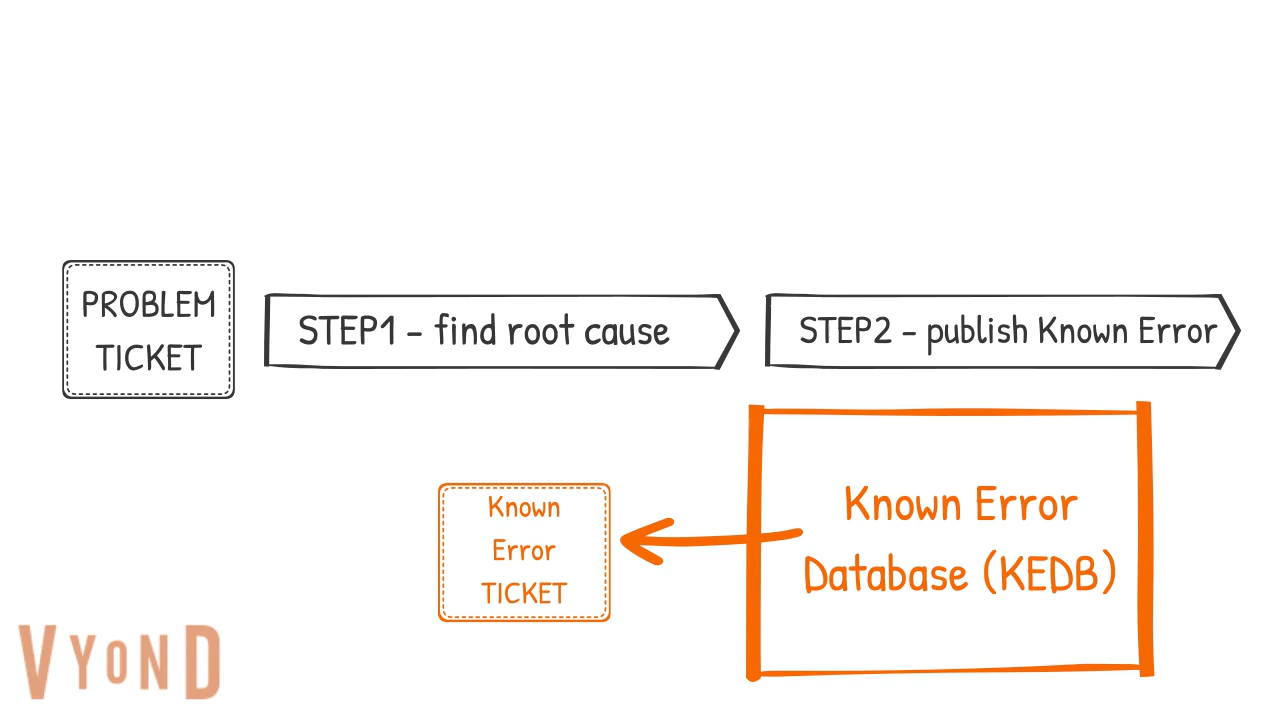 PROBLEM
TICKET
STEP1 - find root cause
STEP2 - publish Known Error
Known
Error
TICKET
Known Error
Database (KEDB)
VYOND